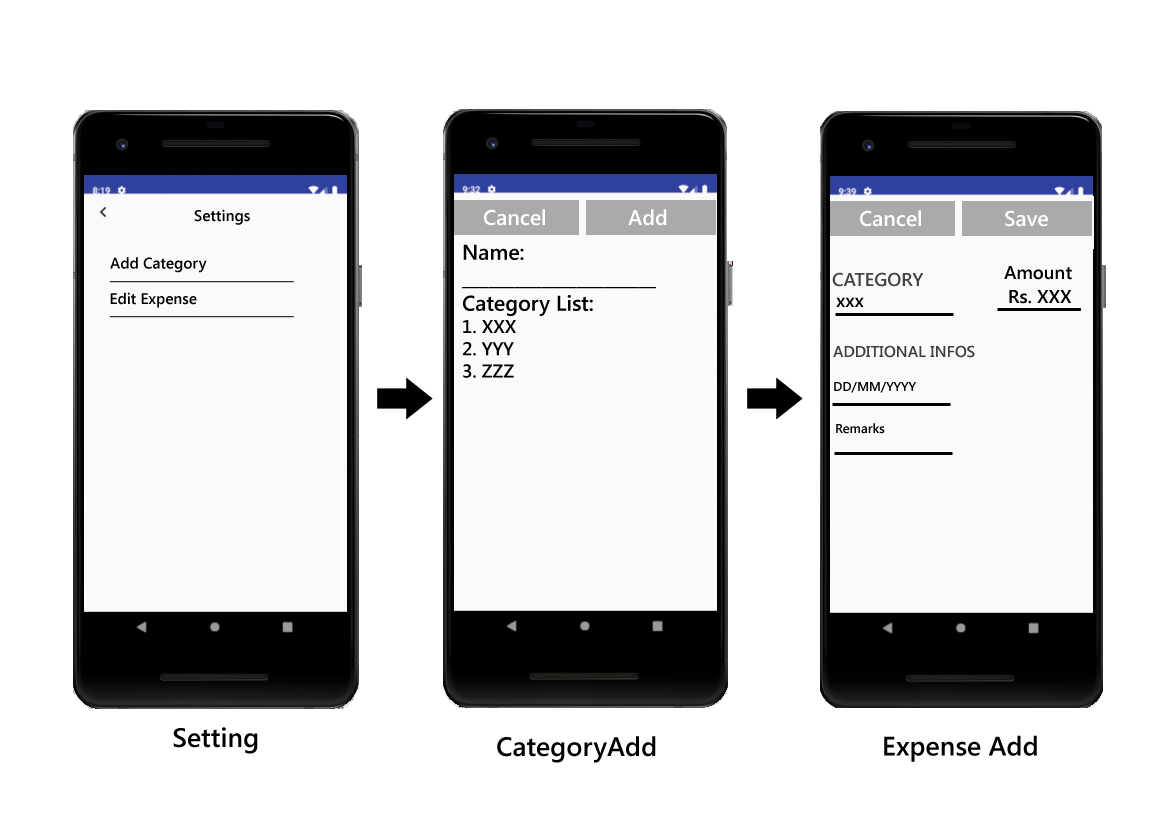 8:19
Settings
Add Category
Edit Expense
Setting
9:32
Cancel Add
Name:
Category List:
1. XXX
2. YYY
3. ZZZ
CategoryAdd
9:39
Cancel Save
CATEGORY
xxx
Amount
Rs. XXX
ADDITIONAL INFOS
DD/MM/YYYY
Remarks
Expense Add